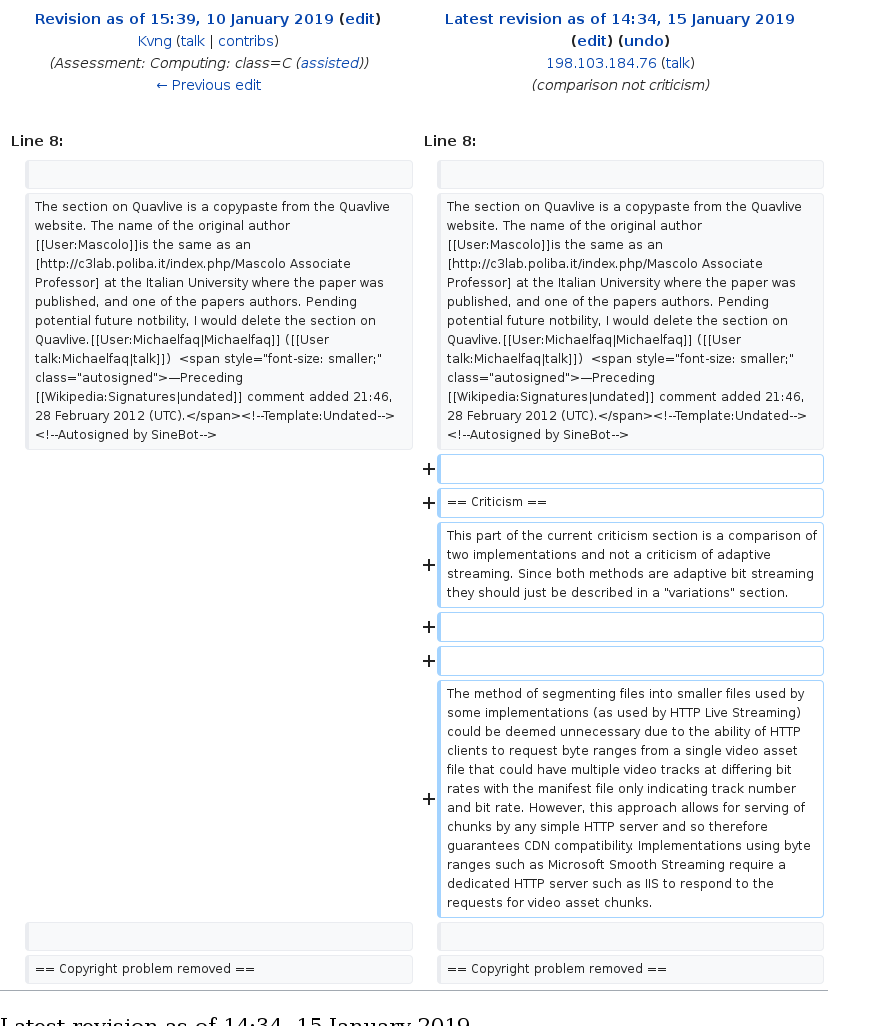 Revision as of 15:39, 10 January 2019 (edit)
Kvng (talk | contribs)
(Assessment: Computing: class=C (assisted))
← Previous edit
Latest revision as of 14:34, 15 January 2019
(edit) (undo)
198.103.184.76 (talk)
(comparison not criticism)
Line 8:
Line 8:
The section on Quavlive is a copypaste from the Quavlive
website. The name of the original author
[[User:Mascolo]]is the same as an
[http://c3lab.poliba.it/index.php/Mascolo Associate
Professor] at the Italian University where the paper was
published, and one of the papers authors. Pending
potential future notbility, I would delete the section on
Quavlive.[[User:Michaelfaq|Michaelfaq]] ([[User
talk:Michaelfaq|talk]])  <span style="font-size: smaller;"
class="autosigned">—Preceding
[[Wikipedia:Signatures|undated]] comment added 21:46,
28 February 2012 (UTC).</span><!--Template:Undated-->
<!--Autosigned by SineBot-->
The section on Quavlive is a copypaste from the Quavlive
website. The name of the original author
[[User:Mascolo]]is the same as an
[http://c3lab.poliba.it/index.php/Mascolo Associate
Professor] at the Italian University where the paper was
published, and one of the papers authors. Pending
potential future notbility, I would delete the section on
Quavlive.[[User:Michaelfaq|Michaelfaq]] ([[User
talk:Michaelfaq|talk]])  <span style="font-size: smaller;"
class="autosigned">—Preceding
[[Wikipedia:Signatures|undated]] comment added 21:46,
28 February 2012 (UTC).</span><!--Template:Undated-->
<!--Autosigned by SineBot-->
+
+ == Criticism ==
+ This part of the current criticism section is a comparison of
two implementations and not a criticism of adaptive
streaming. Since both methods are adaptive bit streaming
they should just be described in a "variations" section.
+
+
+ The method of segmenting files into smaller files used by
some implementations (as used by HTTP Live Streaming)
could be deemed unnecessary due to the ability of HTTP
clients to request byte ranges from a single video asset
file that could have multiple video tracks at differing bit
rates with the manifest file only indicating track number
and bit rate. However, this approach allows for serving of
chunks by any simple HTTP server and so therefore
guarantees CDN compatibility. Implementations using byte
ranges such as Microsoft Smooth Streaming require a
dedicated HTTP server such as IIS to respond to the
requests for video asset chunks.
== Copyright problem removed ==
== Copyright problem removed ==
Latest revision as of 14:34, 15 January 2019